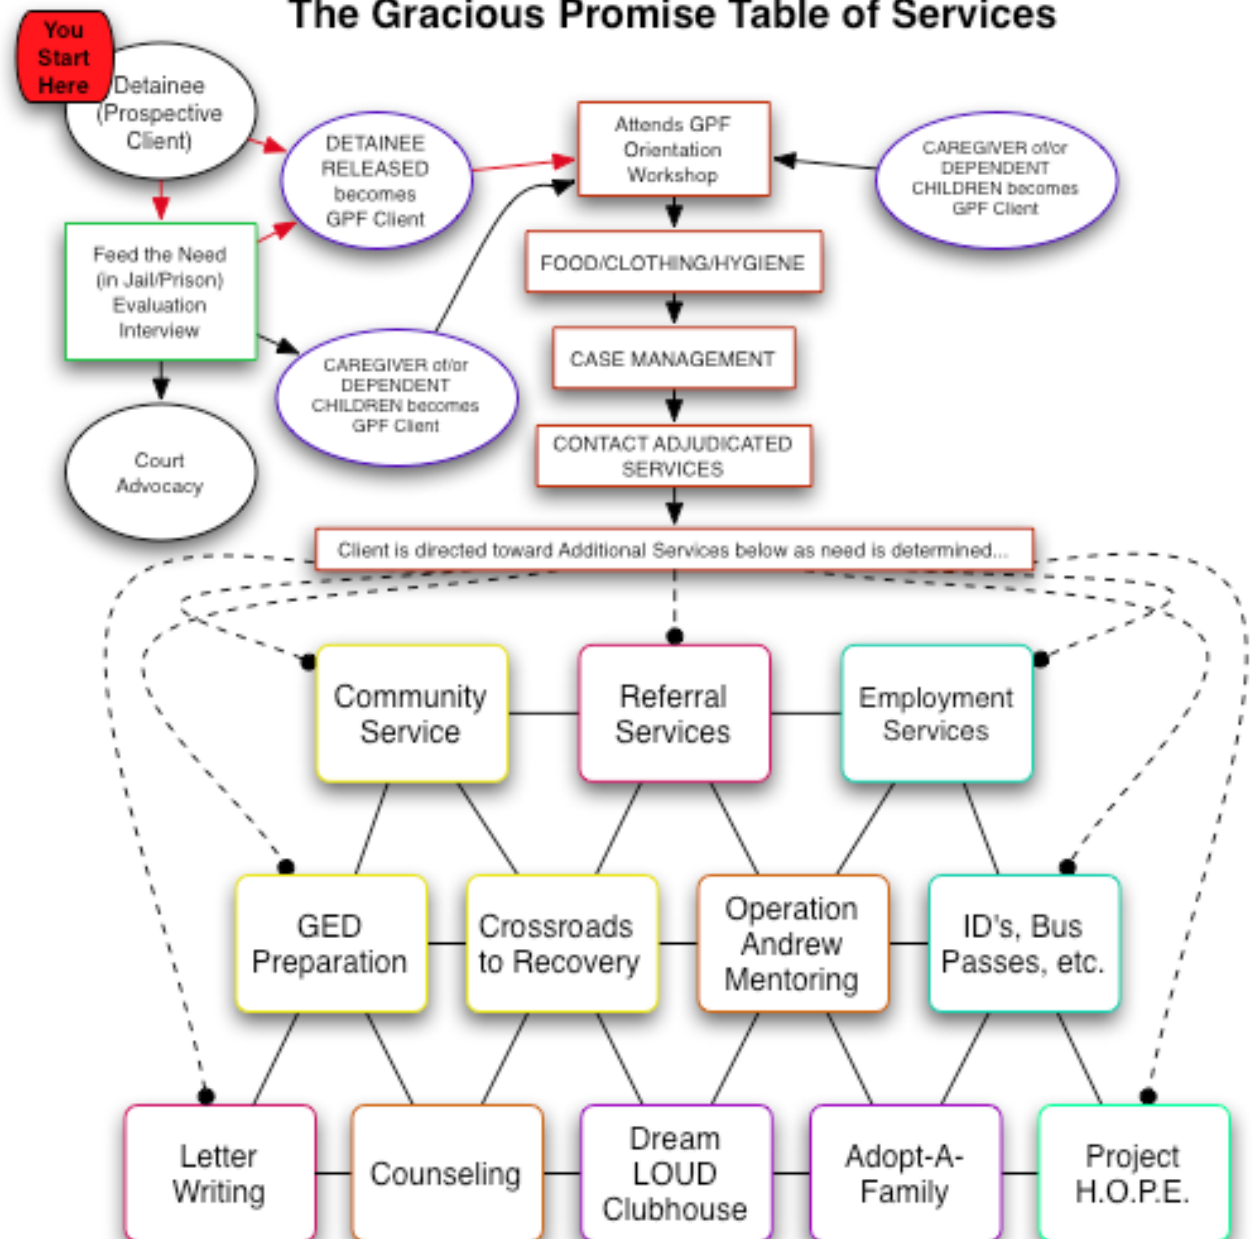 The Gracious Promise Table of Services
You
Start
Here
Detainee
(Prospective
Client)
DETAINEE
RELEASED
becomes
GPF Client
Attends GPF
Orientation
Workshop
CAREGIVER of/or
DEPENDENT
CHILDREN becomes
GPF Client
Feed the Need
(in Jail/Prison)
Evaluation
Interview
FOOD/CLOTHING/HYGIENE
CAREGIVER of/or
DEPENDENT
CHILDREN becomes
GPF Client
CASE MANAGEMENT
Court
Advocacy
CONTACT ADJUDICATED
SERVICES
Client is directed toward Additional Services below as need is determined...
Community
Service
Referral
Services
Employment
Services
GED
Preparation
Crossroads
to Recovery
Operation
Andrew
Mentoring
ID's, Bus
Passes, etc.
Letter
Writing
Counseling
Dream
LOUD
Clubhouse
Adopt-A-
Family
Project
H.O.P.E.